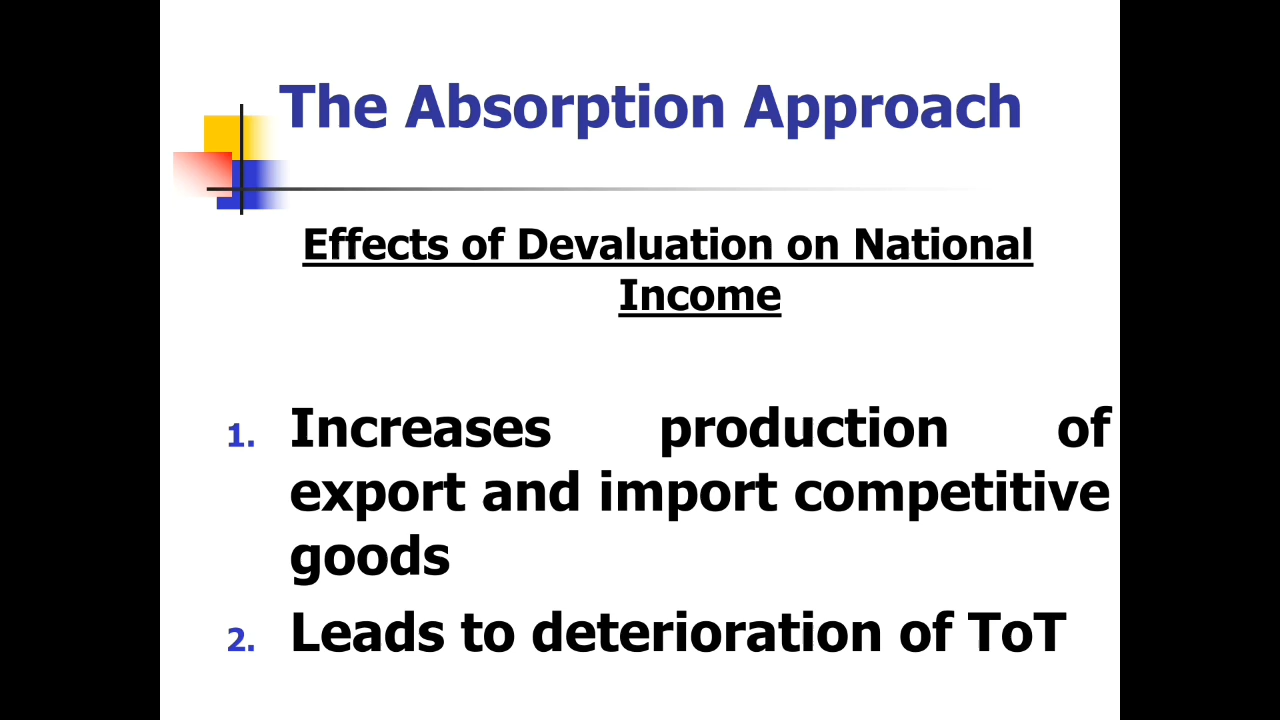 The Absorption Approach
Effects of Devaluation on National
Income
1. Increases production of
export and import competitive
goods
2. Leads to deterioration of ToT